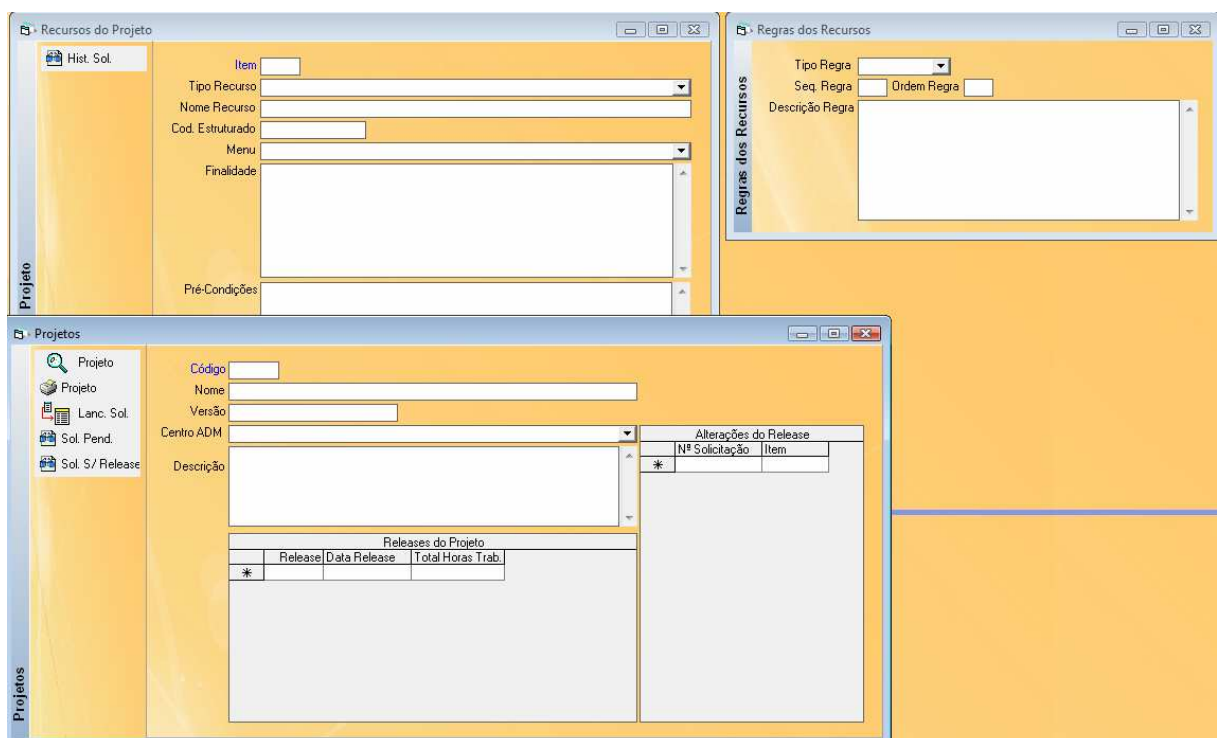 Recursos do Projeto
Hist. Sol.
Item
Tipo Recurso
Nome Recurso
Cod. Estruturado
Menu
Finalidade
Pré-Condições
Projeto
Regras dos Recursos
Tipo Regra
Seq. Regra Ordem Regra
Descrição Regra
Regras dos Recursos
Projetos
Projeto
Projeto
Lanc. Sol.
Sol. Pend.
Sol. S/ Release
Código
Nome
Versão
Centro ADM
Descrição
Alterações do Release
Nª Solicitação Item
Releases do Projeto
Release Data Release Total Horas Trab.
Projetos